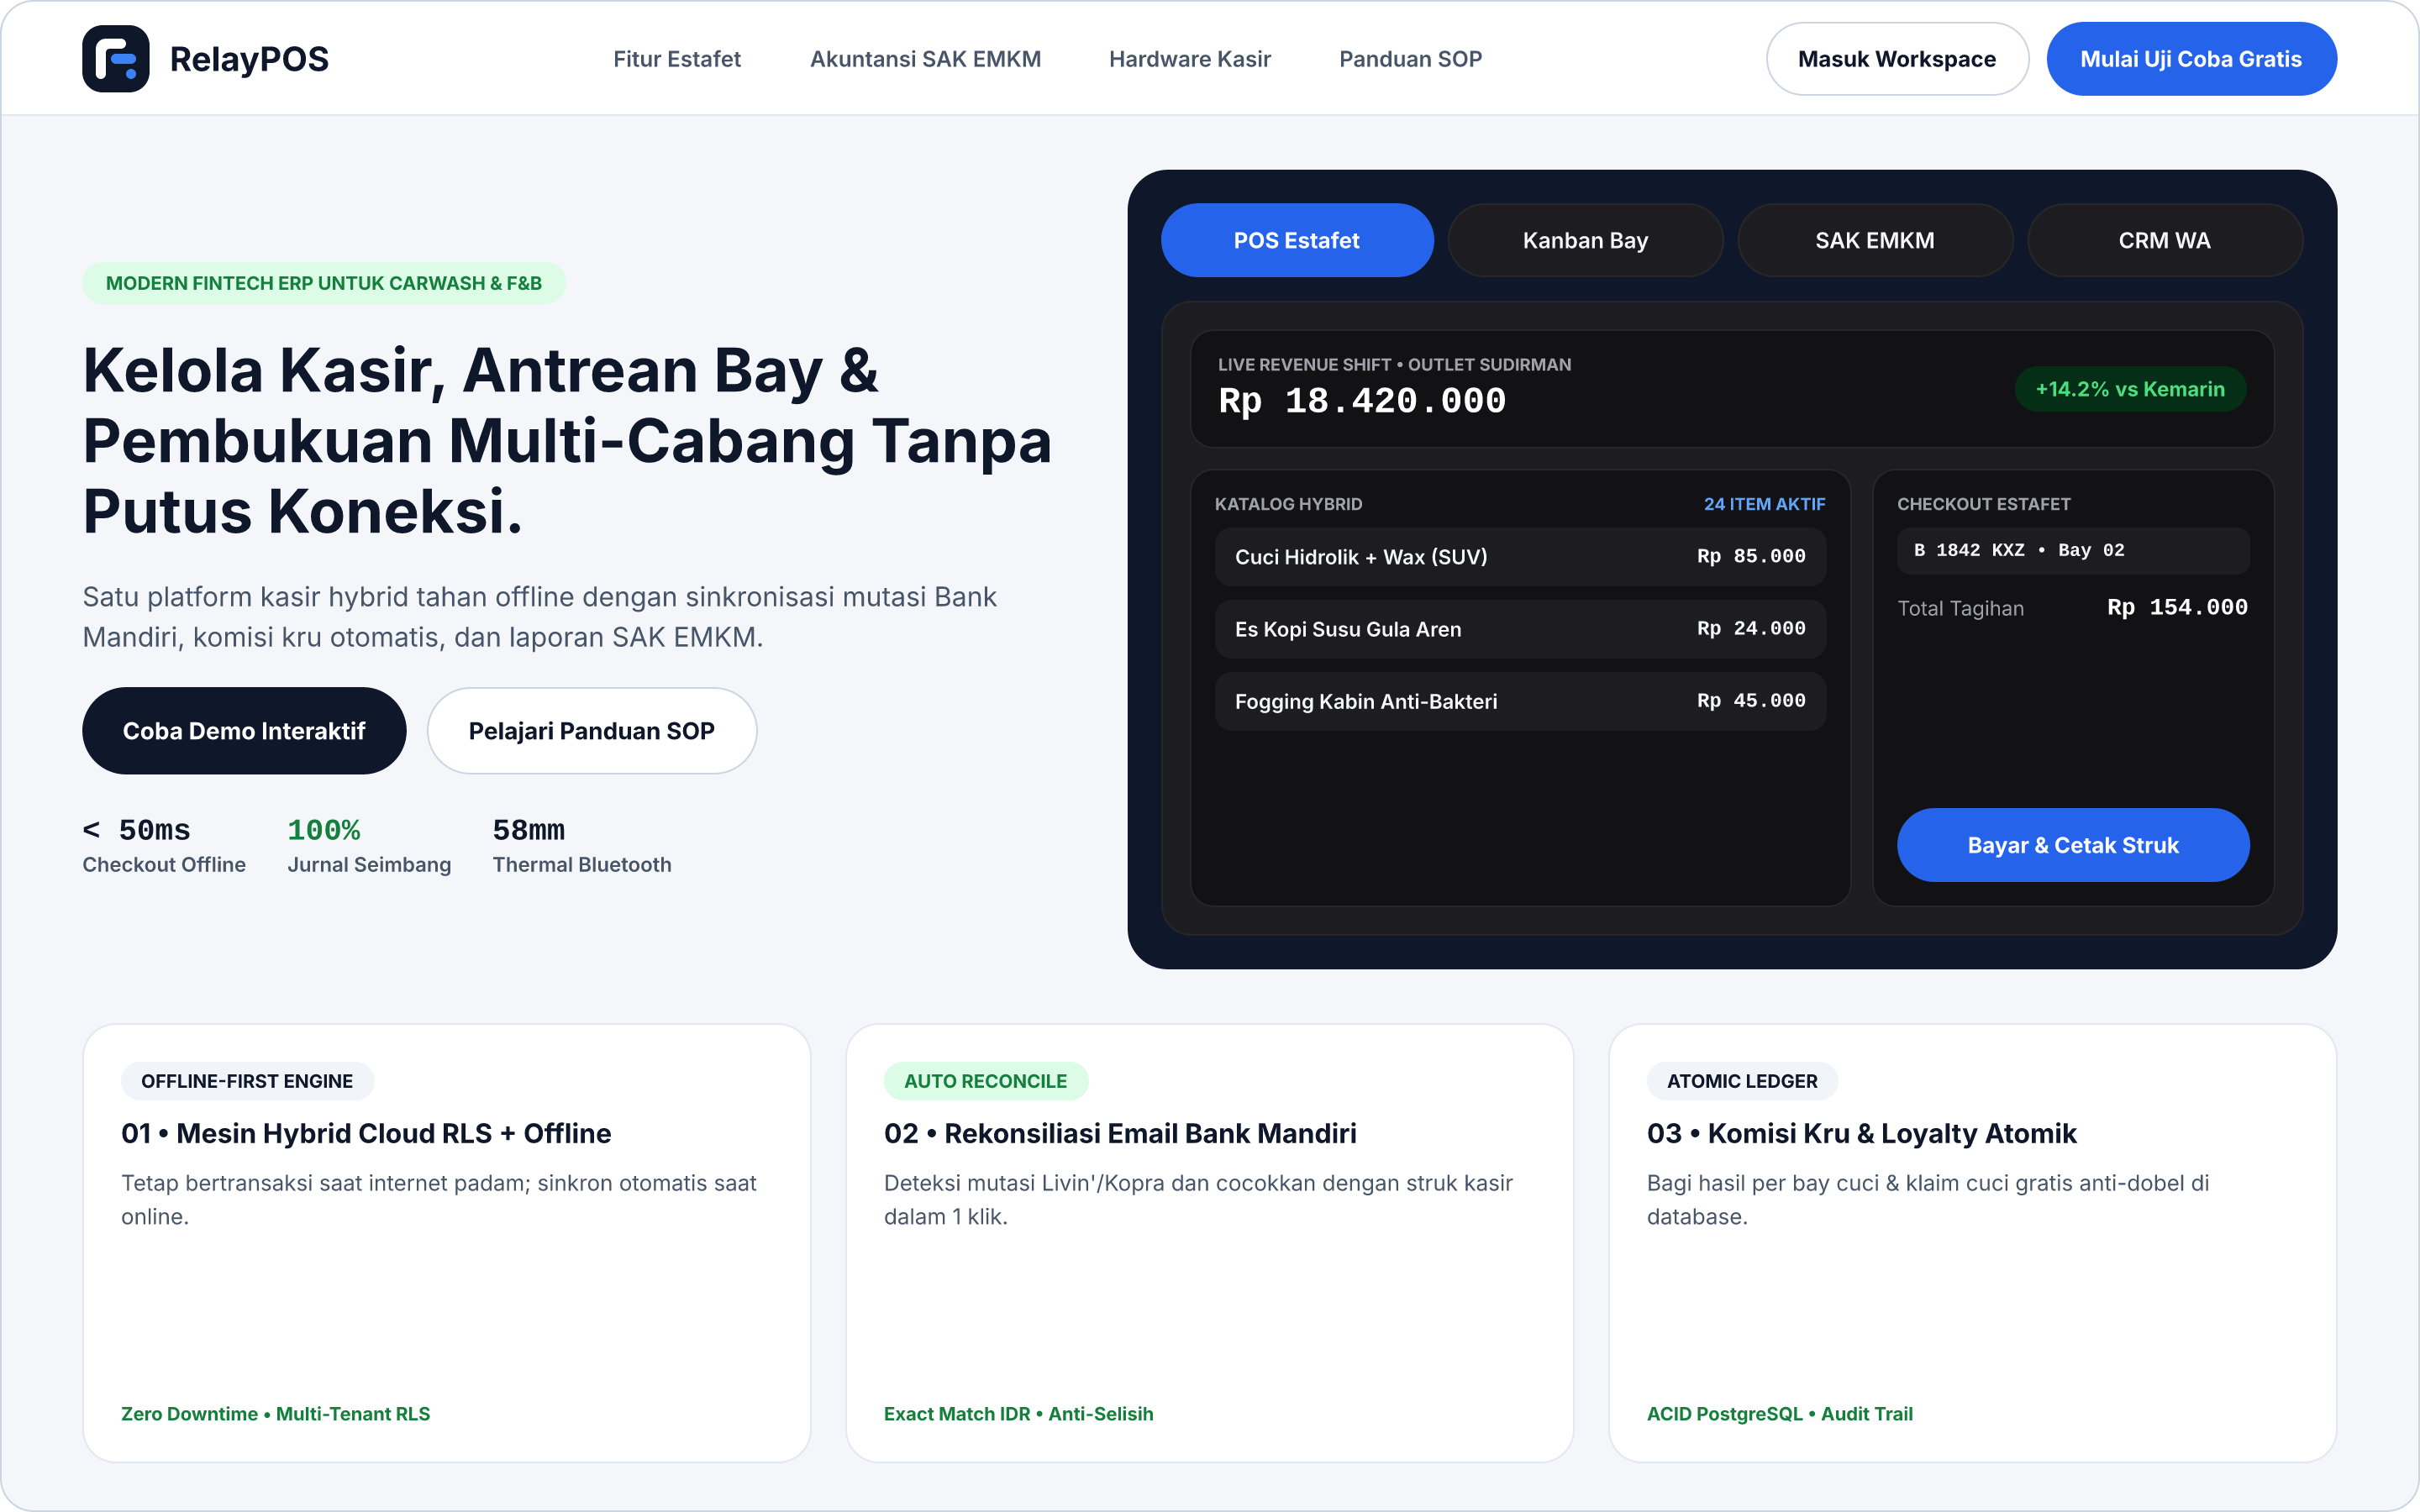 RelayPOS
Fitur Estafet
Akuntansi SAK EMKM
Hardware Kasir
Panduan SOP
Masuk Workspace
Mulai Uji Coba Gratis
MODERN FINTECH ERP UNTUK CARWASH & F&B
Kelola Kasir, Antrean Bay &
Pembukuan Multi-Cabang Tanpa
Putus Koneksi.
Satu platform kasir hybrid tahan offline dengan sinkronisasi mutasi Bank
Mandiri, komisi kru otomatis, dan laporan SAK EMKM.
Coba Demo Interaktif
Pelajari Panduan SOP
< 50ms
Checkout Offline
100%
Jurnal Seimbang
58mm
Thermal Bluetooth
POS Estafet
Kanban Bay
SAK EMKM
CRM WA
LIVE REVENUE SHIFT • OUTLET SUDIRMAN
Rp 18.420.000
+14.2% vs Kemarin
KATALOG HYBRID
24 ITEM AKTIF
Cuci Hidrolik + Wax (SUV)
Rp 85.000
Es Kopi Susu Gula Aren
Rp 24.000
Fogging Kabin Anti-Bakteri
Rp 45.000
CHECKOUT ESTAFET
B 1842 KXZ • Bay 02
Total Tagihan
Rp 154.000
Bayar & Cetak Struk
OFFLINE-FIRST ENGINE
01 • Mesin Hybrid Cloud RLS + Offline
Tetap bertransaksi saat internet padam; sinkron otomatis saat
online.
Zero Downtime • Multi-Tenant RLS
AUTO RECONCILE
02 • Rekonsiliasi Email Bank Mandiri
Deteksi mutasi Livin'/Kopra dan cocokkan dengan struk kasir
dalam 1 klik.
Exact Match IDR • Anti-Selisih
ATOMIC LEDGER
03 • Komisi Kru & Loyalty Atomik
Bagi hasil per bay cuci & klaim cuci gratis anti-dobel di
database.
ACID PostgreSQL • Audit Trail